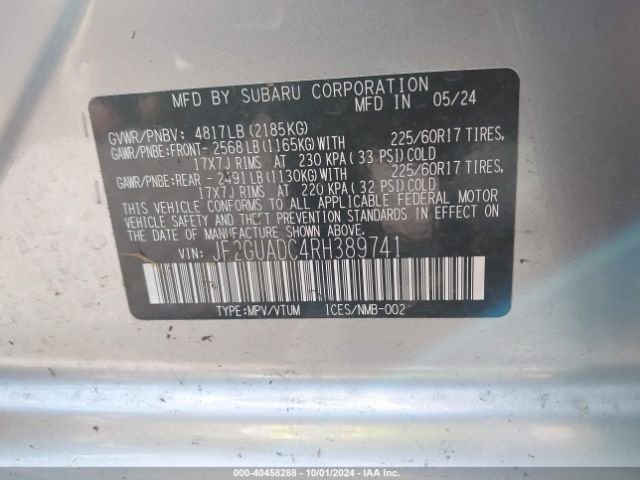 MFD BY SUBARU CORPORATION
MFD IN 05/24
GVWR/PNBV: 4817LB (2185KG)
GAWR/PNBE:FRONT- 2568 LB (1165KG) WITH 225/60R17 TIRES,
17X7J RIMS AT 230 KPA ( 33 PSI) COLD
GAWR/PNBE:REAR - 2491 LB (1130KG) WITH 225/60R17 TIRES,
17X7J RIMS AT 220 KPA ( 32 PSI) COLD
THIS VEHICLE CONFORMS TO ALL APPLICABLE FEDERAL MOTOR
VEHICLE SAFETY AND THEFT PREVENTION STANDARDS IN EFFECT
ON THE DATE OF MANUFACTURE SHOWN ABOVE.
VIN: JF2GUADC4RH389741
TYPE:MPV/VTUM ICES/NMB-002
000-40458288 - 10/01/2024 - IAA Inc.